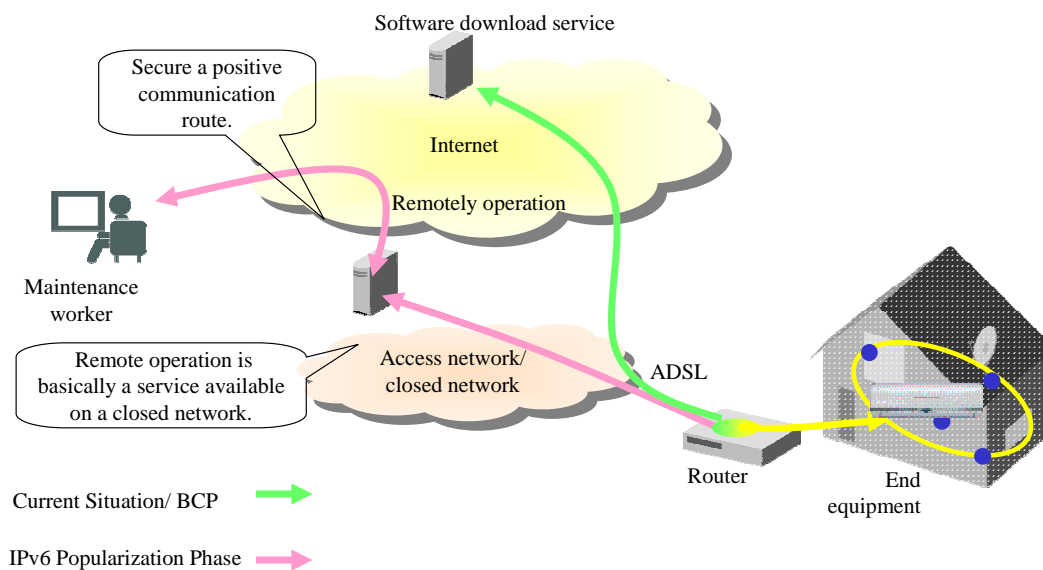 Software download service
Secure a positive
communication
route.
Internet
Remotely operation
Maintenance
worker
Remote operation is
basically a service available
on a closed network.
Access network/
closed network
ADSL
Router
End
equipment
Current Situation/ BCP
IPv6 Popularization Phase